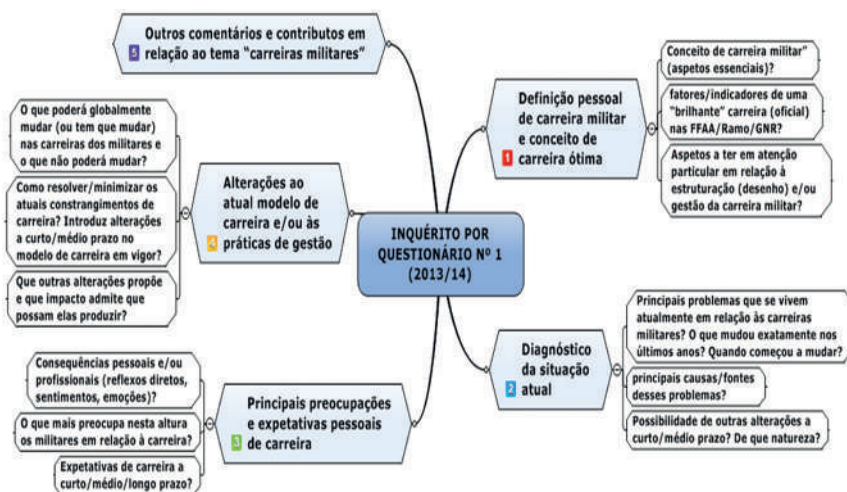 INQUÉRITO POR
QUESTIONÁRIO Nº 1
(2013/14)
Definição pessoal
de carreira militar
e conceito de
1 carreira ótima
Conceito de carreira militar”
(aspetos essenciais)?
fatores/indicadores de uma
“brilhante” carreira (oficial)
nas FFAA/Ramo/GNR?
Aspetos a ter em atenção
particular em relação à
estruturação (desenho) e/ou
gestão da carreira militar?
Diagnóstico
da situação
2 atual
Principais problemas que se vivem
atualmente em relação às carreiras
militares? O que mudou exatamente nos
últimos anos? Quando começou a mudar?
principais causas/fontes
desses problemas?
Possibilidade de outras alterações a
curto/médio prazo? De que natureza?
Principais preocupações
e expetativas pessoais
3 de carreira
Consequências pessoais e/ou
profissionais (reflexos diretos,
sentimentos, emoções)?
O que mais preocupa nesta altura
os militares em relação à carreira?
Expetativas de carreira a
curto/médio/longo prazo?
Alterações ao
atual modelo de
carreira e/ou às
4 práticas de gestão
O que poderá globalmente
mudar (ou tem que mudar)
nas carreiras dos militares e
o que não poderá mudar?
Como resolver/minimizar os
atuais constrangimentos de
carreira? Introduz alterações
a curto/médio prazo no
modelo de carreira em vigor?
Que outras alterações propõe
e que impacto admite que
possam elas produzir?
Outros comentários e contributos em
5 relação ao tema “carreiras militares”